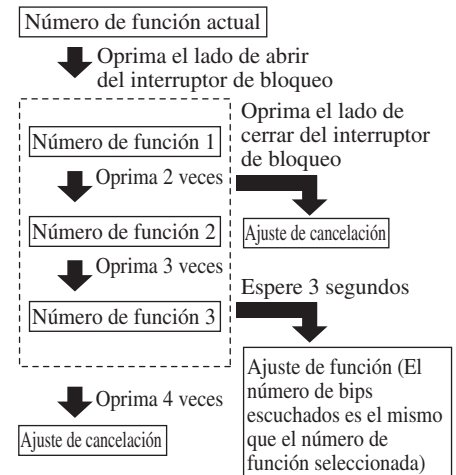 Número de función actual
Oprima el lado de abrir
del interruptor de bloqueo
Oprima el lado de
cerrar del interruptor
de bloqueo
Número de función 1
Oprima 2 veces
Número de función 2
Ajuste de cancelación
Oprima 3 veces
Espere 3 segundos
Número de función 3
Ajuste de función (El
número de bips
escuchados es el mismo
que el número de
función seleccionada)
Oprima 4 veces
Ajuste de cancelación